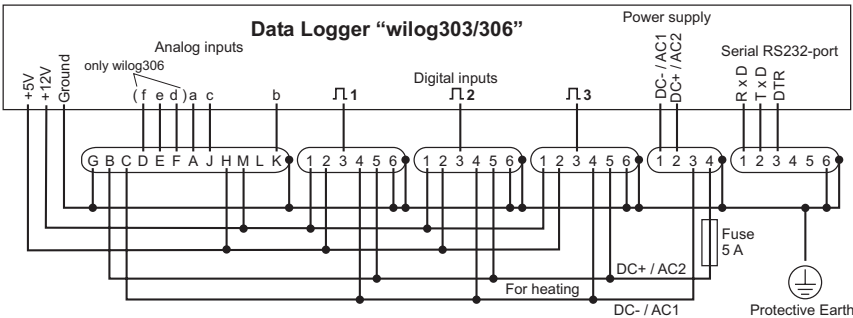 Data Logger “wilog303/306”
Power supply
Analog inputs
Serial RS232-port
only wilog306
Digital inputs
+5V
+12V
Ground
( f e d ) a c b
1
2
3
DC- / AC1
DC+ / AC2
R x D
T x D
DTR
G B C D E F A J H M L K
1 2 3 4 5 6
1 2 3 4 5 6
1 2 3 4 5 6
1 2 3 4
1 2 3 4 5 6
Fuse
5 A
DC+ / AC2
For heating
DC- / AC1
Protective Earth